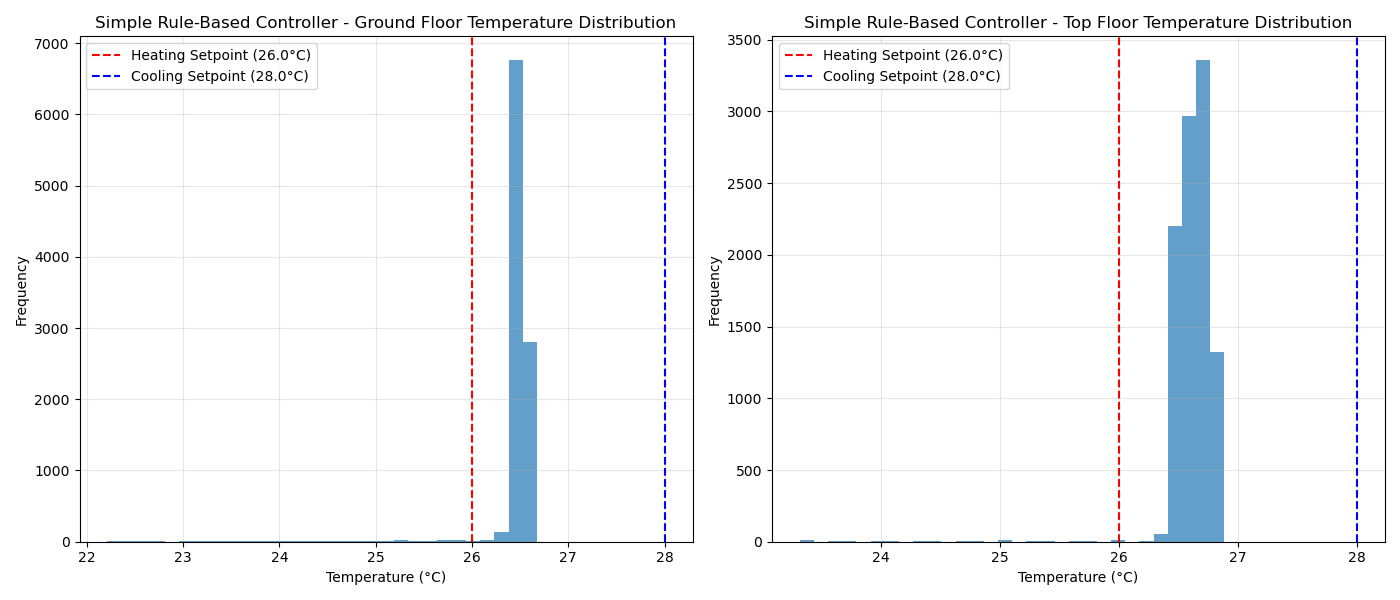 Simple Rule-Based Controller - Ground Floor Temperature Distribution
Heating Setpoint (26.0°C)
Cooling Setpoint (28.0°C)
Frequency
7000
6000
5000
4000
3000
2000
1000
0
22 23 24 25 26 27 28
Temperature (°C)
Simple Rule-Based Controller - Top Floor Temperature Distribution
Heating Setpoint (26.0°C)
Cooling Setpoint (28.0°C)
Frequency
3500
3000
2500
2000
1500
1000
500
0
24 25 26 27 28
Temperature (°C)